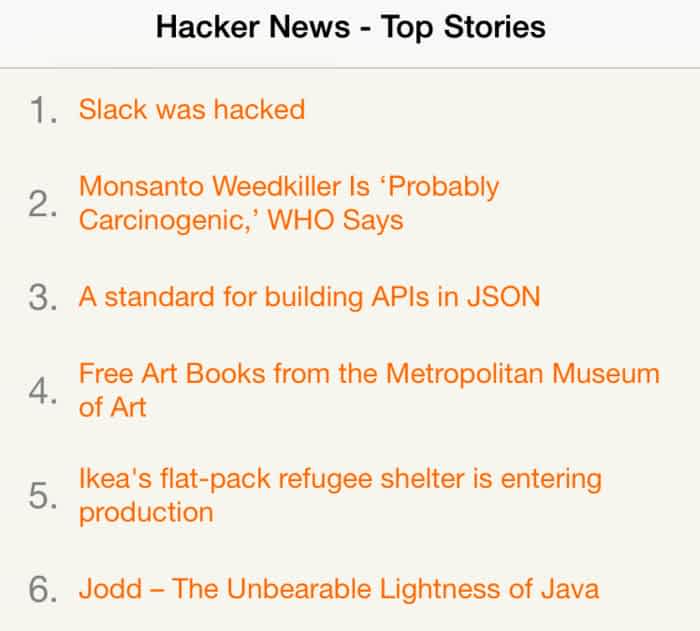 Hacker News - Top Stories
1. Slack was hacked
2. Monsanto Weedkiller Is ‘Probably
Carcinogenic,’ WHO Says
3. A standard for building APIs in JSON
4. Free Art Books from the Metropolitan Museum
of Art
5. Ikea's flat-pack refugee shelter is entering
production
6. Jodd – The Unbearable Lightness of Java